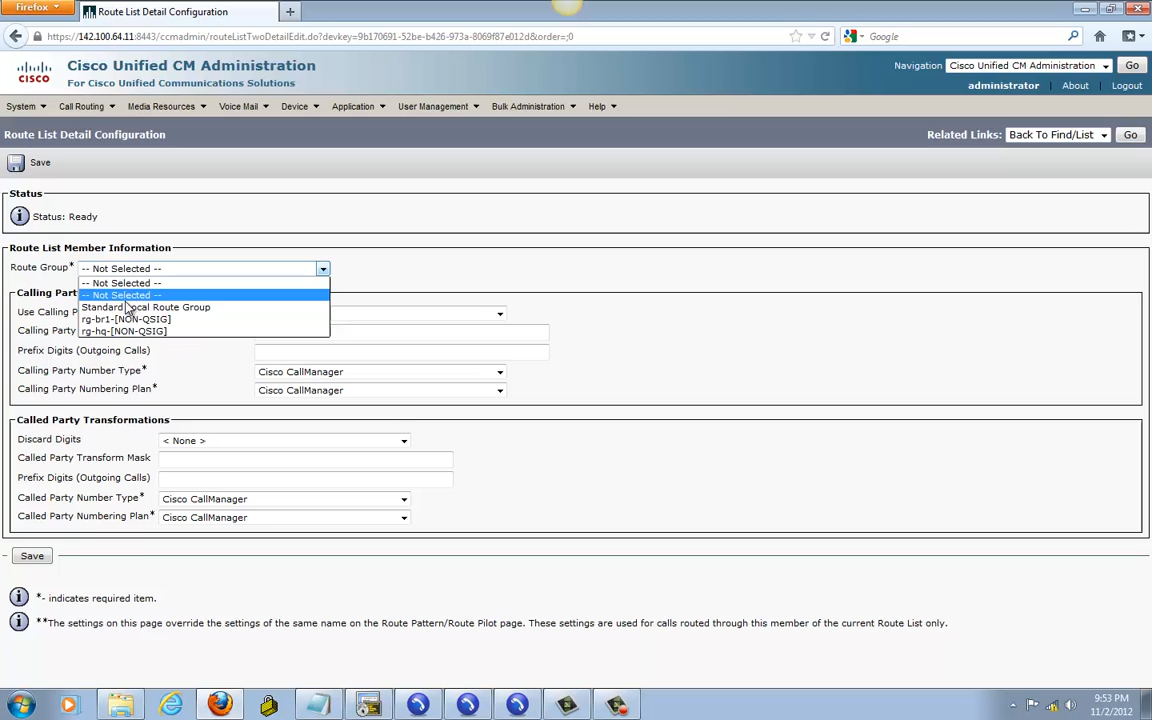 Firefox
Route List Detail Configuration
https://142.100.64.11:8443/ccmadmin/routeListTwoDetailEdit.do?devkey=9b170691-52be-b426-973a-8069f87e012d&order=;0
Google
CISCO
Cisco Unified CM Administration
For Cisco Unified Communications Solutions
Navigation Cisco Unified CM Administration Go
administrator About Logout
System Call Routing Media Resources Voice Mail Device Application User Management Bulk Administration Help
Route List Detail Configuration
Related Links: Back To Find/List Go
Save
Status
Status: Ready
Route List Member Information
Route Group* -- Not Selected --
-- Not Selected --
-- Not Selected --
Standard Local Route Group
rg-br1-[NON-QSIG]
rg-hq-[NON-QSIG]
Calling Part
Use Calling P
Calling Party
Prefix Digits (Outgoing Calls)
Calling Party Number Type* Cisco CallManager
Calling Party Numbering Plan* Cisco CallManager
Called Party Transformations
Discard Digits < None >
Called Party Transform Mask
Prefix Digits (Outgoing Calls)
Called Party Number Type* Cisco CallManager
Called Party Numbering Plan* Cisco CallManager
Save
*- indicates required item.
**The settings on this page override the settings of the same name on the Route Pattern/Route Pilot page. These settings are used for calls routed through this member of the current Route List only.
9:53 PM
11/2/2012